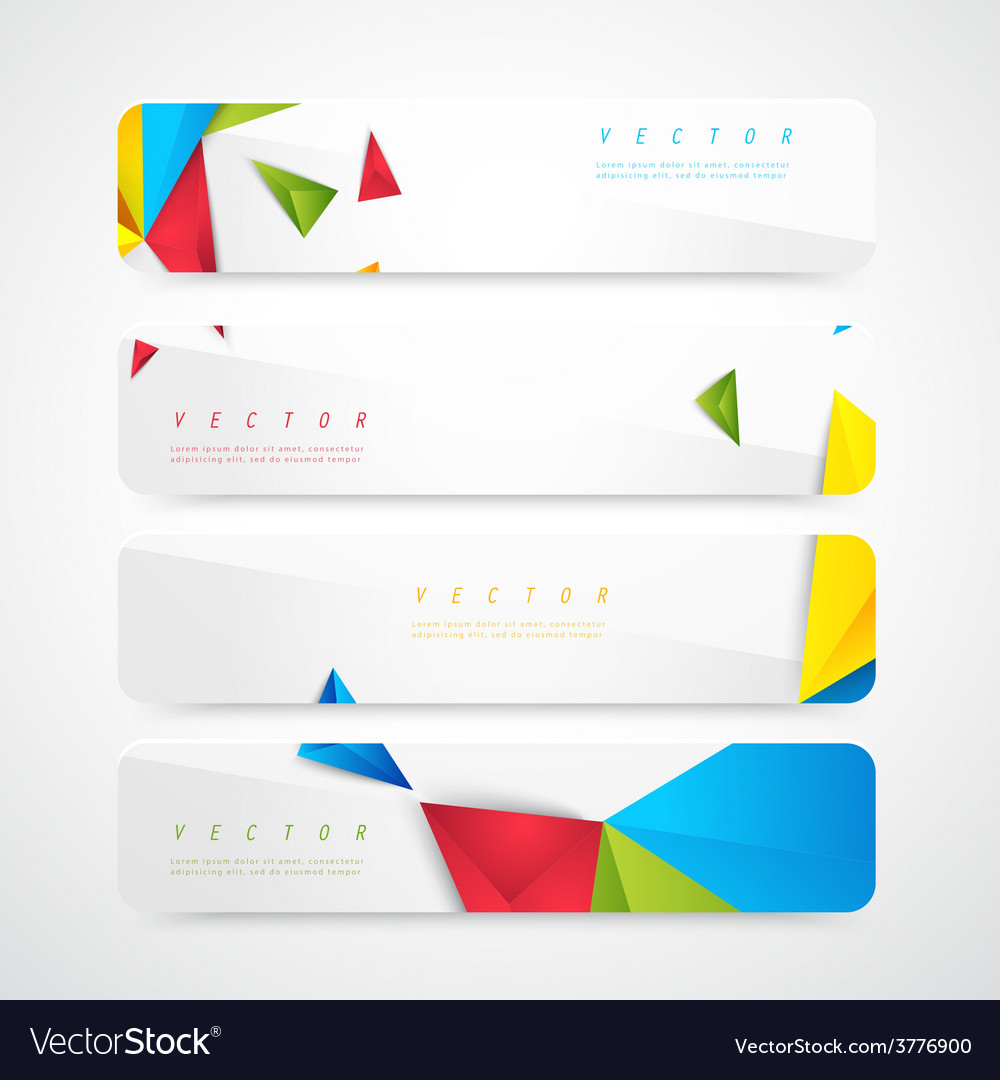 VECTOR
Lorem ipsum dolor sit amet, consectetur
adipisicing elit, sed do eiusmod tempor
VECTOR
Lorem ipsum dolor sit amet, consectetur
adipisicing elit, sed do eiusmod tempor
VECTOR
Lorem ipsum dolor sit amet, consectetur
adipisicing elit, sed do eiusmod tempor
VECTOR
Lorem ipsum dolor sit amet, consectetur
adipisicing elit, sed do eiusmod tempor
VectorStock® VectorStock.com/3776900